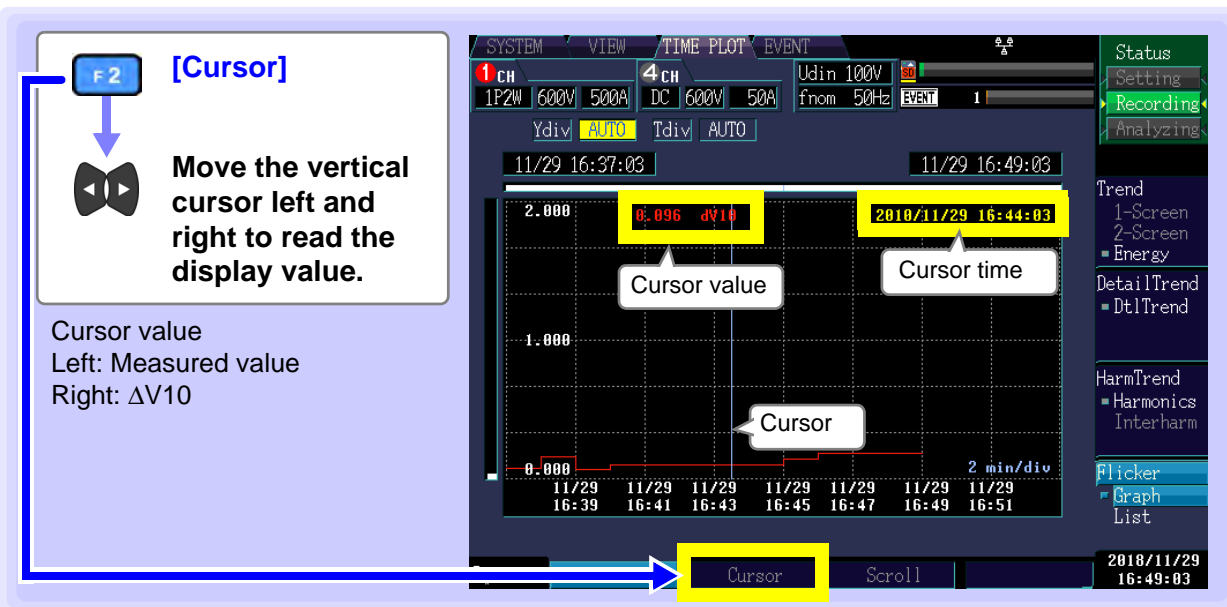 F 2
[Cursor]
Move the vertical
cursor left and
right to read the
display value.
Cursor value
Left: Measured value
Right: ΔV10
SYSTEM VIEW TIME PLOT EVENT
1 CH 4 CH Udin 100V SD
1P2W 600V 500A DC 600V 50A fnom 50Hz EVENT 1
Ydiv AUTO Tdiv AUTO
11/29 16:37:03 11/29 16:49:03
2.000 0.096 dV10 2018/11/29 16:44:03
Cursor value
Cursor time
1.000
Cursor
0.000 2 min/div
11/29 11/29 11/29 11/29 11/29 11/29 11/29
16:39 16:41 16:43 16:45 16:47 16:49 16:51
Cursor Scroll
Status
Setting
Recording
Analyzing
Trend
1-Screen
2-Screen
Energy
DetailTrend
DtlTrend
HarmTrend
Harmonics
Interharm
Flicker
Graph
List
2018/11/29
16:49:03